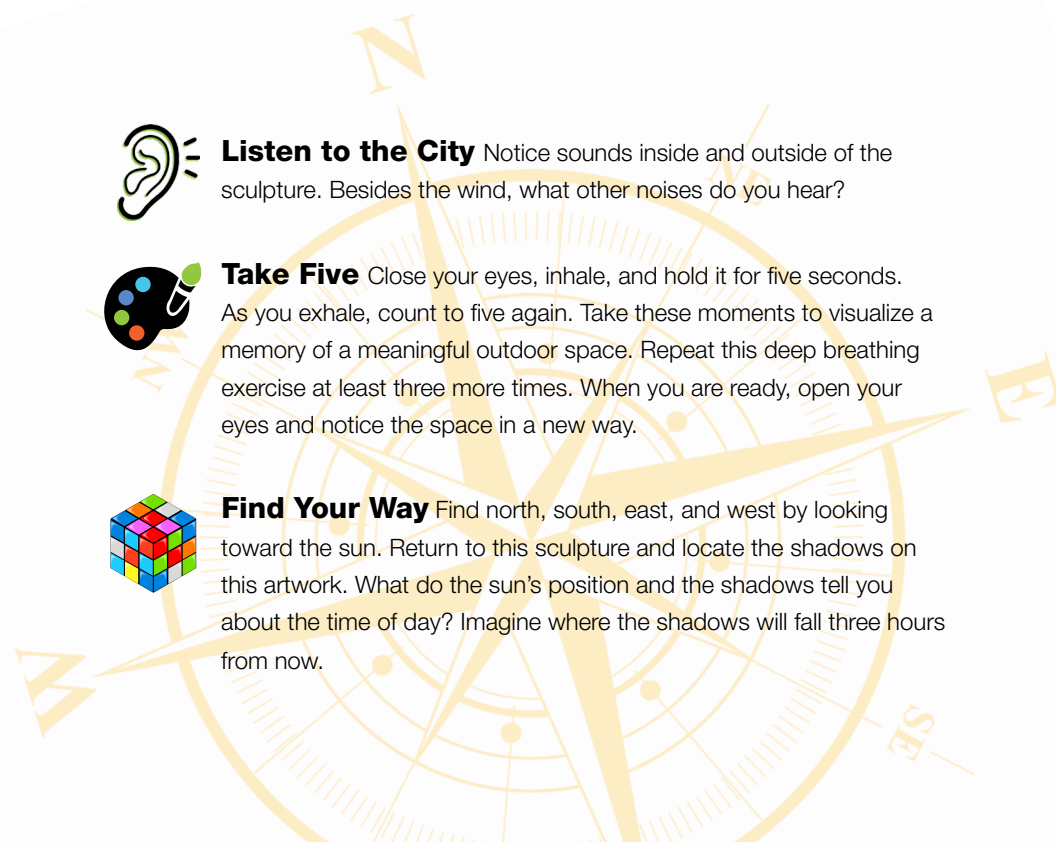 N
Listen to the City Notice sounds inside and outside of the
NE
sculpture. Besides the wind, what other noises do you hear?
Take Five Close your eyes, inhale, and hold it for five seconds.
As you exhale, count to five again. Take these moments to visualize a
NW
memory of a meaningful outdoor space. Repeat this deep breathing
E
exercise at least three more times. When you are ready, open your
eyes and notice the space in a new way.
Find Your Way Find north, south, east, and west by looking
toward the sun. Return to this sculpture and locate the shadows on
this artwork. What do the sun’s position and the shadows tell you
about the time of day? Imagine where the shadows will fall three hours
from now.
W
SE